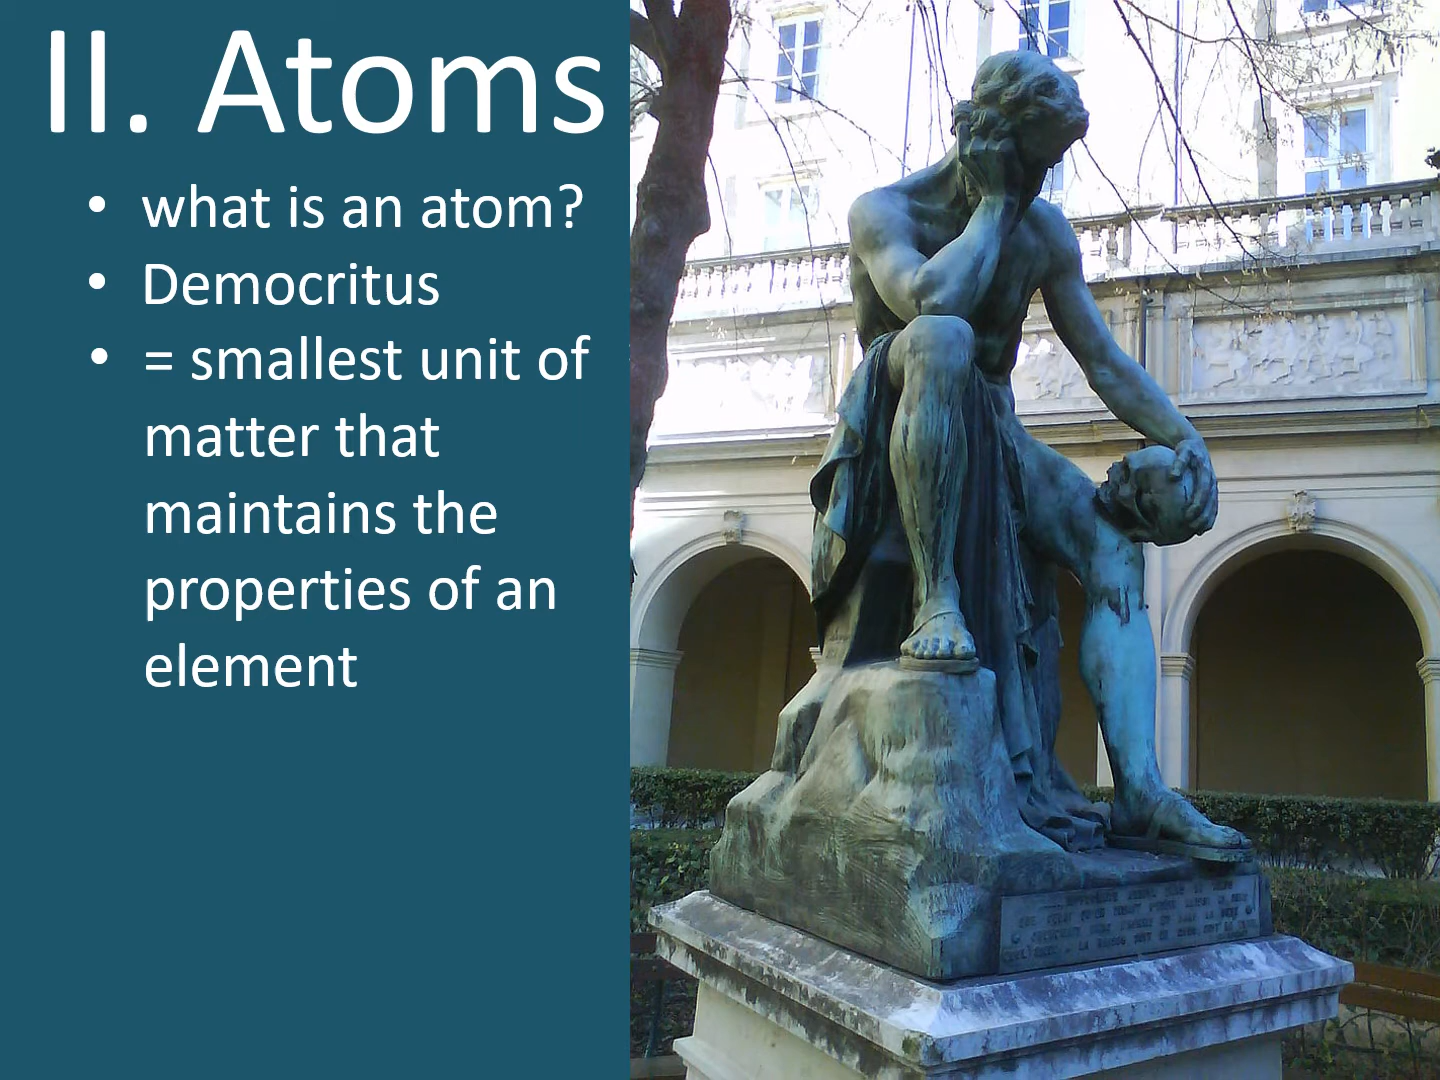 II. Atoms
• what is an atom?
• Democritus
• = smallest unit of
matter that
maintains the
properties of an
element